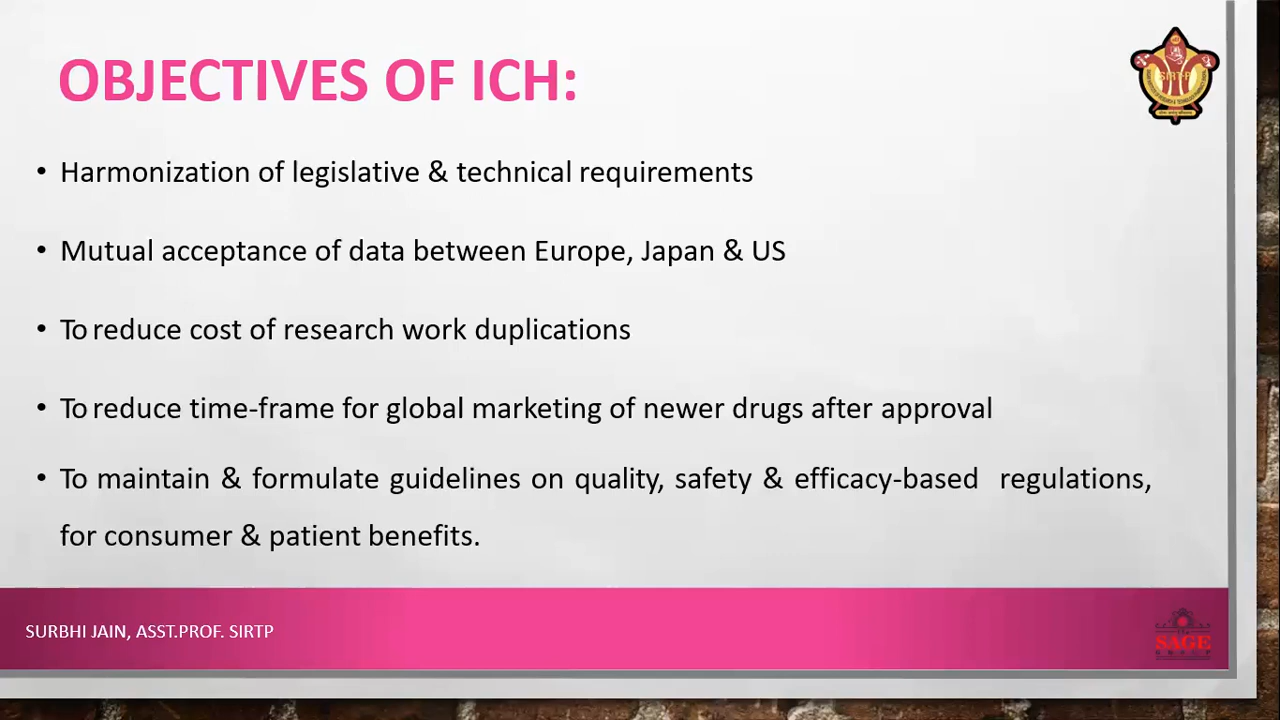 OBJECTIVES OF ICH:
• Harmonization of legislative & technical requirements
• Mutual acceptance of data between Europe, Japan & US
• To reduce cost of research work duplications
• To reduce time-frame for global marketing of newer drugs after approval
• To maintain & formulate guidelines on quality, safety & efficacy-based regulations,
for consumer & patient benefits.
SURBHI JAIN, ASST.PROF. SIRTP
SAGE